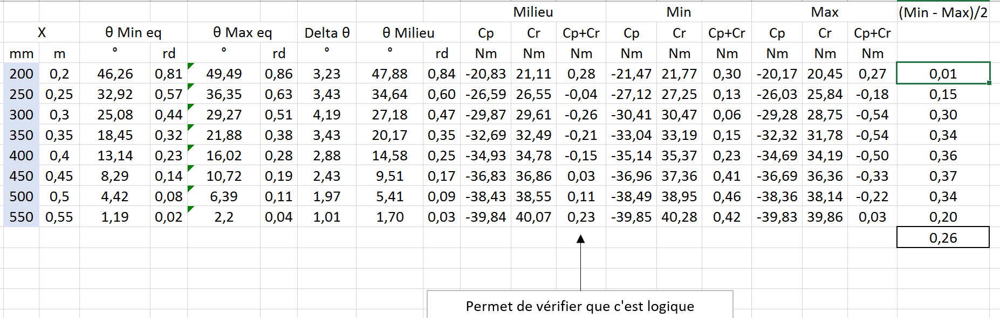 Milieu Min Max (Min - Max)/2
X θ Min eq θ Max eq Delta θ θ Milieu Cp Cr Cp+Cr Cp Cr Cp+Cr Cp Cr Cp+Cr
mm m ° rd ° rd ° ° rd Nm Nm Nm Nm Nm Nm Nm Nm Nm
200 0,2 46,26 0,81 49,49 0,86 3,23 47,88 0,84 -20,83 21,11 0,28 -21,47 21,77 0,30 -20,17 20,45 0,27 0,01
250 0,25 32,92 0,57 36,35 0,63 3,43 34,64 0,60 -26,59 26,55 -0,04 -27,12 27,25 0,13 -26,03 25,84 -0,18 0,15
300 0,3 25,08 0,44 29,27 0,51 4,19 27,18 0,47 -29,87 29,61 -0,26 -30,41 30,47 0,06 -29,28 28,75 -0,54 0,30
350 0,35 18,45 0,32 21,88 0,38 3,43 20,17 0,35 -32,69 32,49 -0,21 -33,04 33,19 0,15 -32,32 31,78 -0,54 0,34
400 0,4 13,14 0,23 16,02 0,28 2,88 14,58 0,25 -34,93 34,78 -0,15 -35,14 35,37 0,23 -34,69 34,19 -0,50 0,36
450 0,45 8,29 0,14 10,72 0,19 2,43 9,51 0,17 -36,83 36,86 0,03 -36,96 37,36 0,41 -36,69 36,36 -0,33 0,37
500 0,5 4,42 0,08 6,39 0,11 1,97 5,41 0,09 -38,43 38,55 0,11 -38,49 38,95 0,46 -38,36 38,14 -0,22 0,34
550 0,55 1,19 0,02 2,2 0,04 1,01 1,70 0,03 -39,84 40,07 0,23 -39,85 40,28 0,42 -39,83 39,86 0,03 0,20
0,26
Permet de vérifier que c'est logique